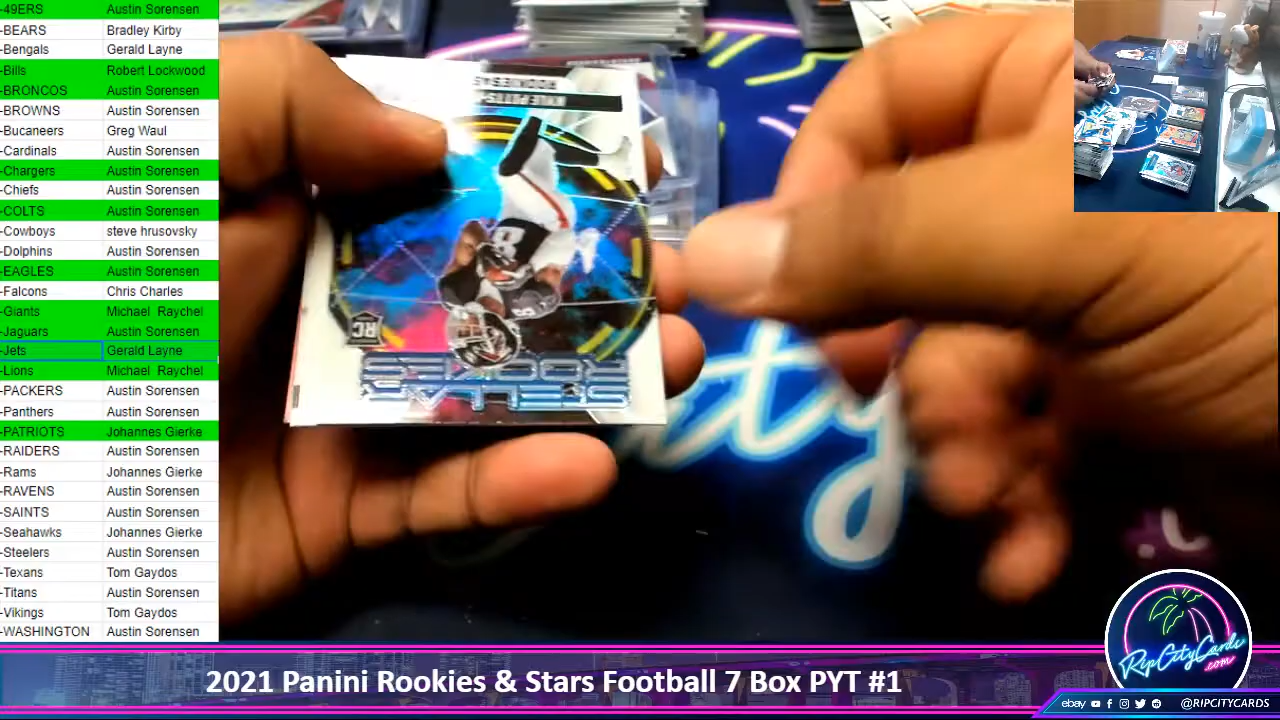 -49ERS Austin Sorensen
-BEARS Bradley Kirby
-Bengals Gerald Layne
-Bills Robert Lockwood
-BRONCOS Austin Sorensen
-BROWNS Austin Sorensen
-Bucaneers Greg Waul
-Cardinals Austin Sorensen
-Chargers Austin Sorensen
-Chiefs Austin Sorensen
-COLTS Austin Sorensen
-Cowboys steve hrusovsky
-Dolphins Austin Sorensen
-EAGLES Austin Sorensen
-Falcons Chris Charles
-Giants Michael Raychel
-Jaguars Austin Sorensen
-Jets Gerald Layne
-Lions Michael Raychel
-PACKERS Austin Sorensen
-Panthers Austin Sorensen
-PATRIOTS Johannes Gierke
-RAIDERS Austin Sorensen
-Rams Johannes Gierke
-RAVENS Austin Sorensen
-SAINTS Austin Sorensen
-Seahawks Johannes Gierke
-Steelers Austin Sorensen
-Texans Tom Gaydos
-Titans Austin Sorensen
-Vikings Tom Gaydos
-WASHINGTON Austin Sorensen
KYLE PITTS
RC
STELLAR
ROOKIES
ity
RipCityCards
.com
2021 Panini Rookies & Stars Football 7 Box PYT #1
ebay
@RIPCITYCARDS